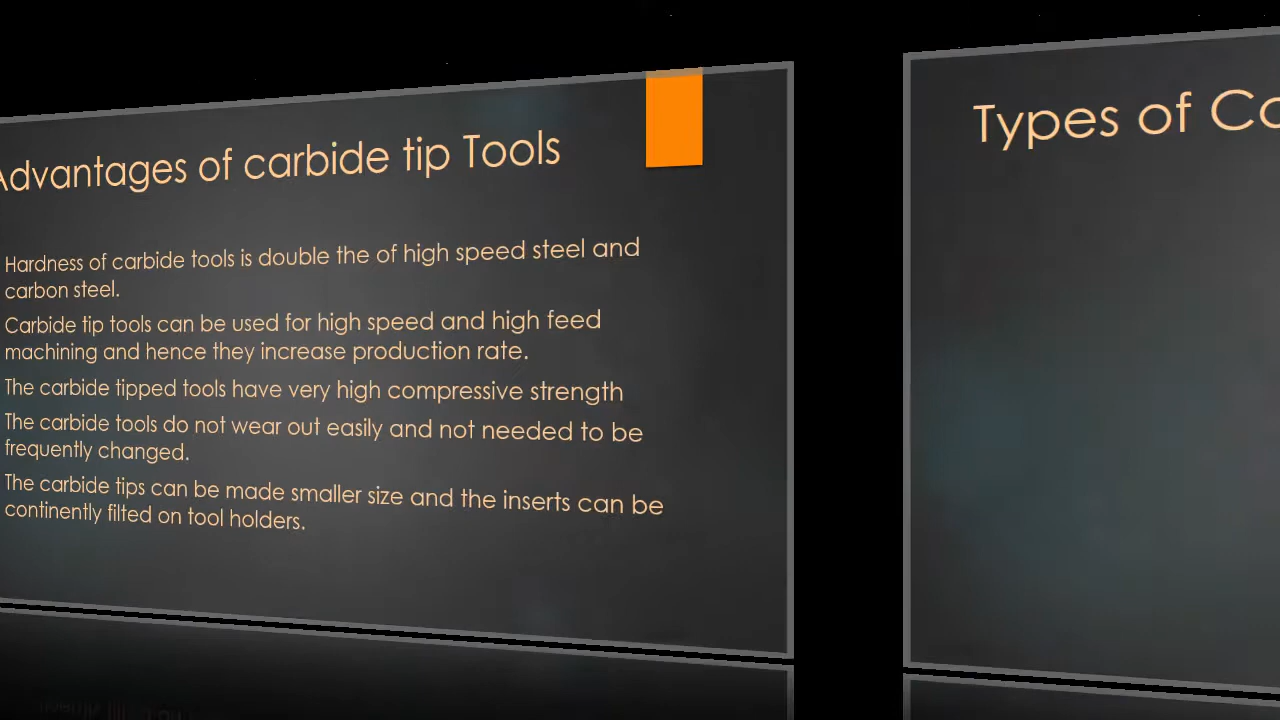 Advantages of carbide tip Tools
Hardness of carbide tools is double the of high speed steel and
carbon steel.
Carbide tip tools can be used for high speed and high feed
machining and hence they increase production rate.
The carbide tipped tools have very high compressive strength
The carbide tools do not wear out easily and not needed to be
frequently changed.
The carbide tips can be made smaller size and the inserts can be
continently filted on tool holders.
Types of